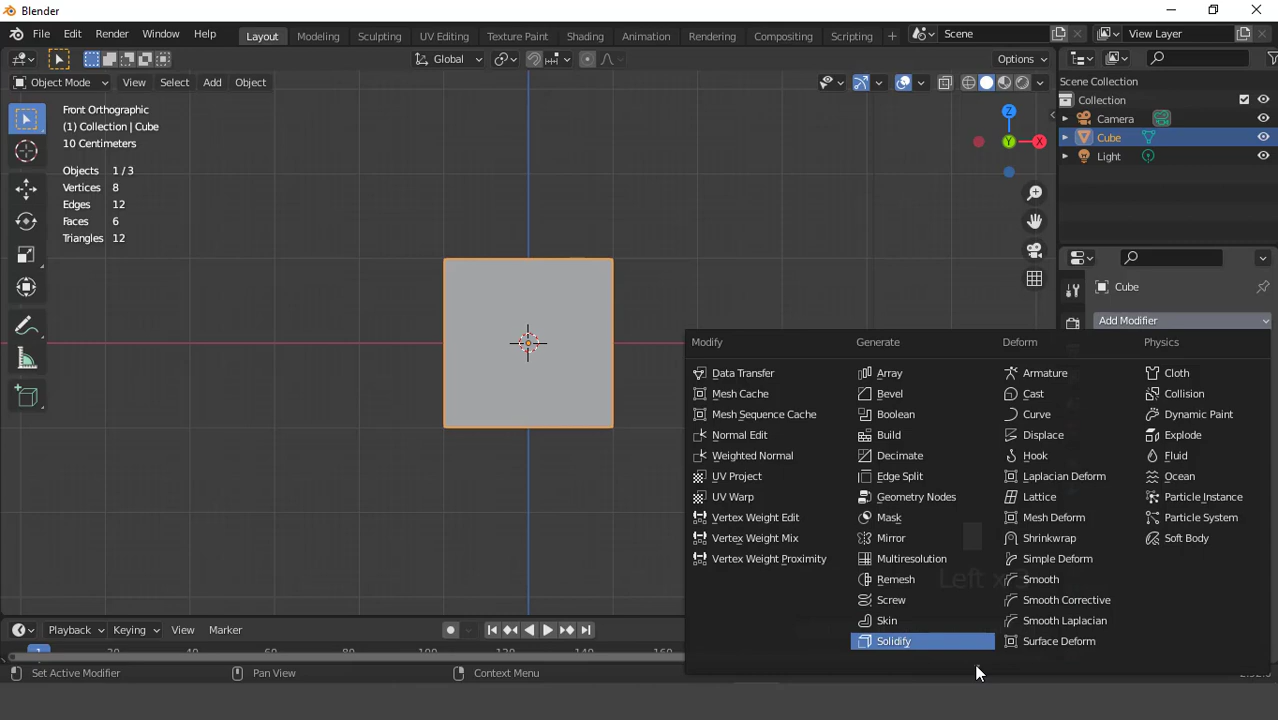 Blender
File Edit Render Window Help
Layout Modeling Sculpting UV Editing Texture Paint Shading Animation Rendering Compositing Scripting
Scene
View Layer
Global
Options
Object Mode View Select Add Object
Front Orthographic
(1) Collection | Cube
10 Centimeters
Objects 1 / 3
Vertices 8
Edges 12
Faces 6
Triangles 12
Z
Y
X
Scene Collection
Collection
Camera
Cube
Light
Cube
Add Modifier
Modify
Data Transfer
Mesh Cache
Mesh Sequence Cache
Normal Edit
Weighted Normal
UV Project
UV Warp
Vertex Weight Edit
Vertex Weight Mix
Vertex Weight Proximity
Generate
Array
Bevel
Boolean
Build
Decimate
Edge Split
Geometry Nodes
Mask
Mirror
Multiresolution
Remesh
Screw
Skin
Solidify
Deform
Armature
Cast
Curve
Displace
Hook
Laplacian Deform
Lattice
Mesh Deform
Shrinkwrap
Simple Deform
Smooth
Smooth Corrective
Smooth Laplacian
Surface Deform
Physics
Cloth
Collision
Dynamic Paint
Explode
Fluid
Ocean
Particle Instance
Particle System
Soft Body
Left x
Playback Keying View Marker
Set Active Modifier
Pan View
Context Menu